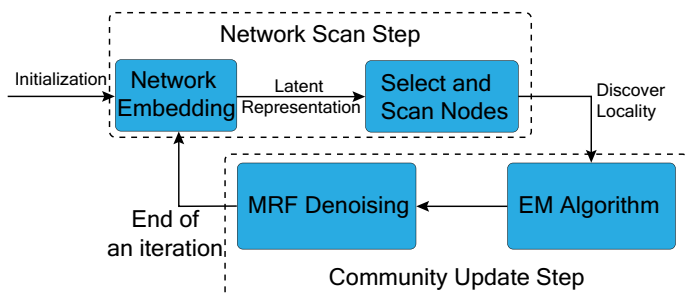 Network Scan Step
Initialization
Network
Embedding
Latent
Representation
Select and
Scan Nodes
Discover
Locality
MRF Denoising
EM Algorithm
End of
an iteration
Community Update Step